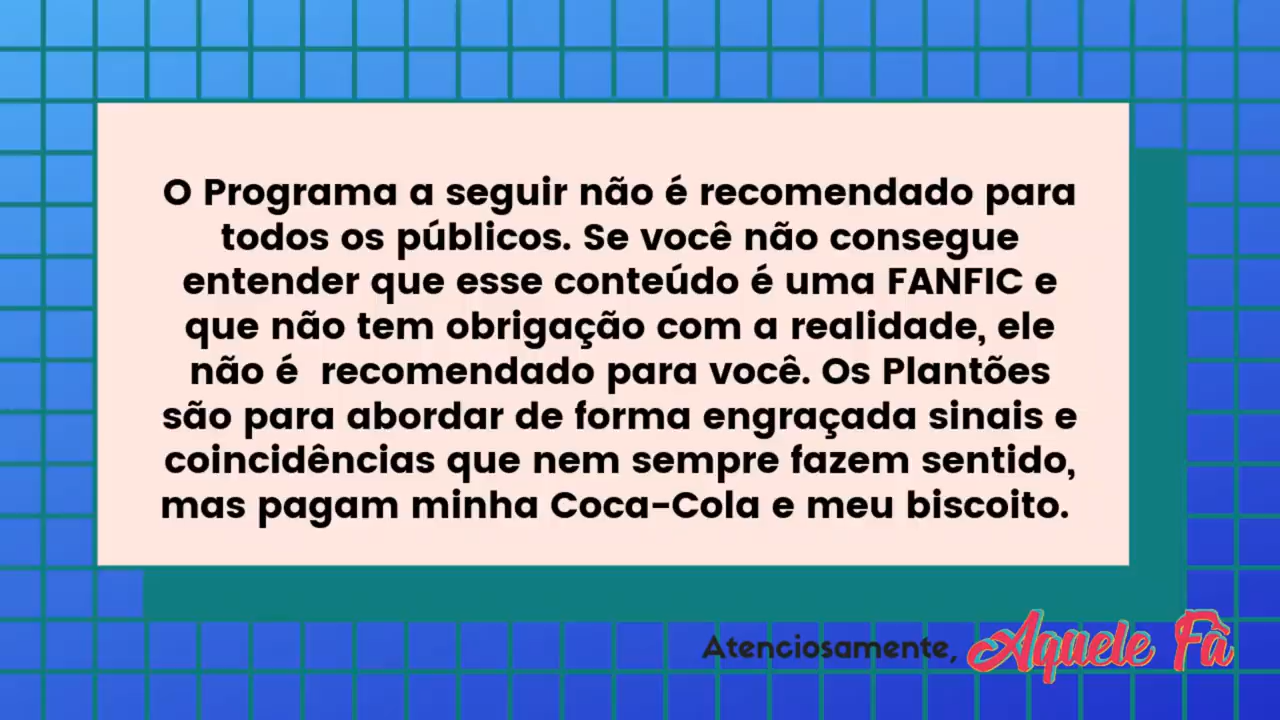 O Programa a seguir não é recomendado para
todos os públicos. Se você não consegue
entender que esse conteúdo é uma FANFIC e
que não tem obrigação com a realidade, ele
não é  recomendado para você. Os Plantões
são para abordar de forma engraçada sinais e
coincidências que nem sempre fazem sentido,
mas pagam minha Coca-Cola e meu biscoito.
Atenciosamente, Aquele Fã